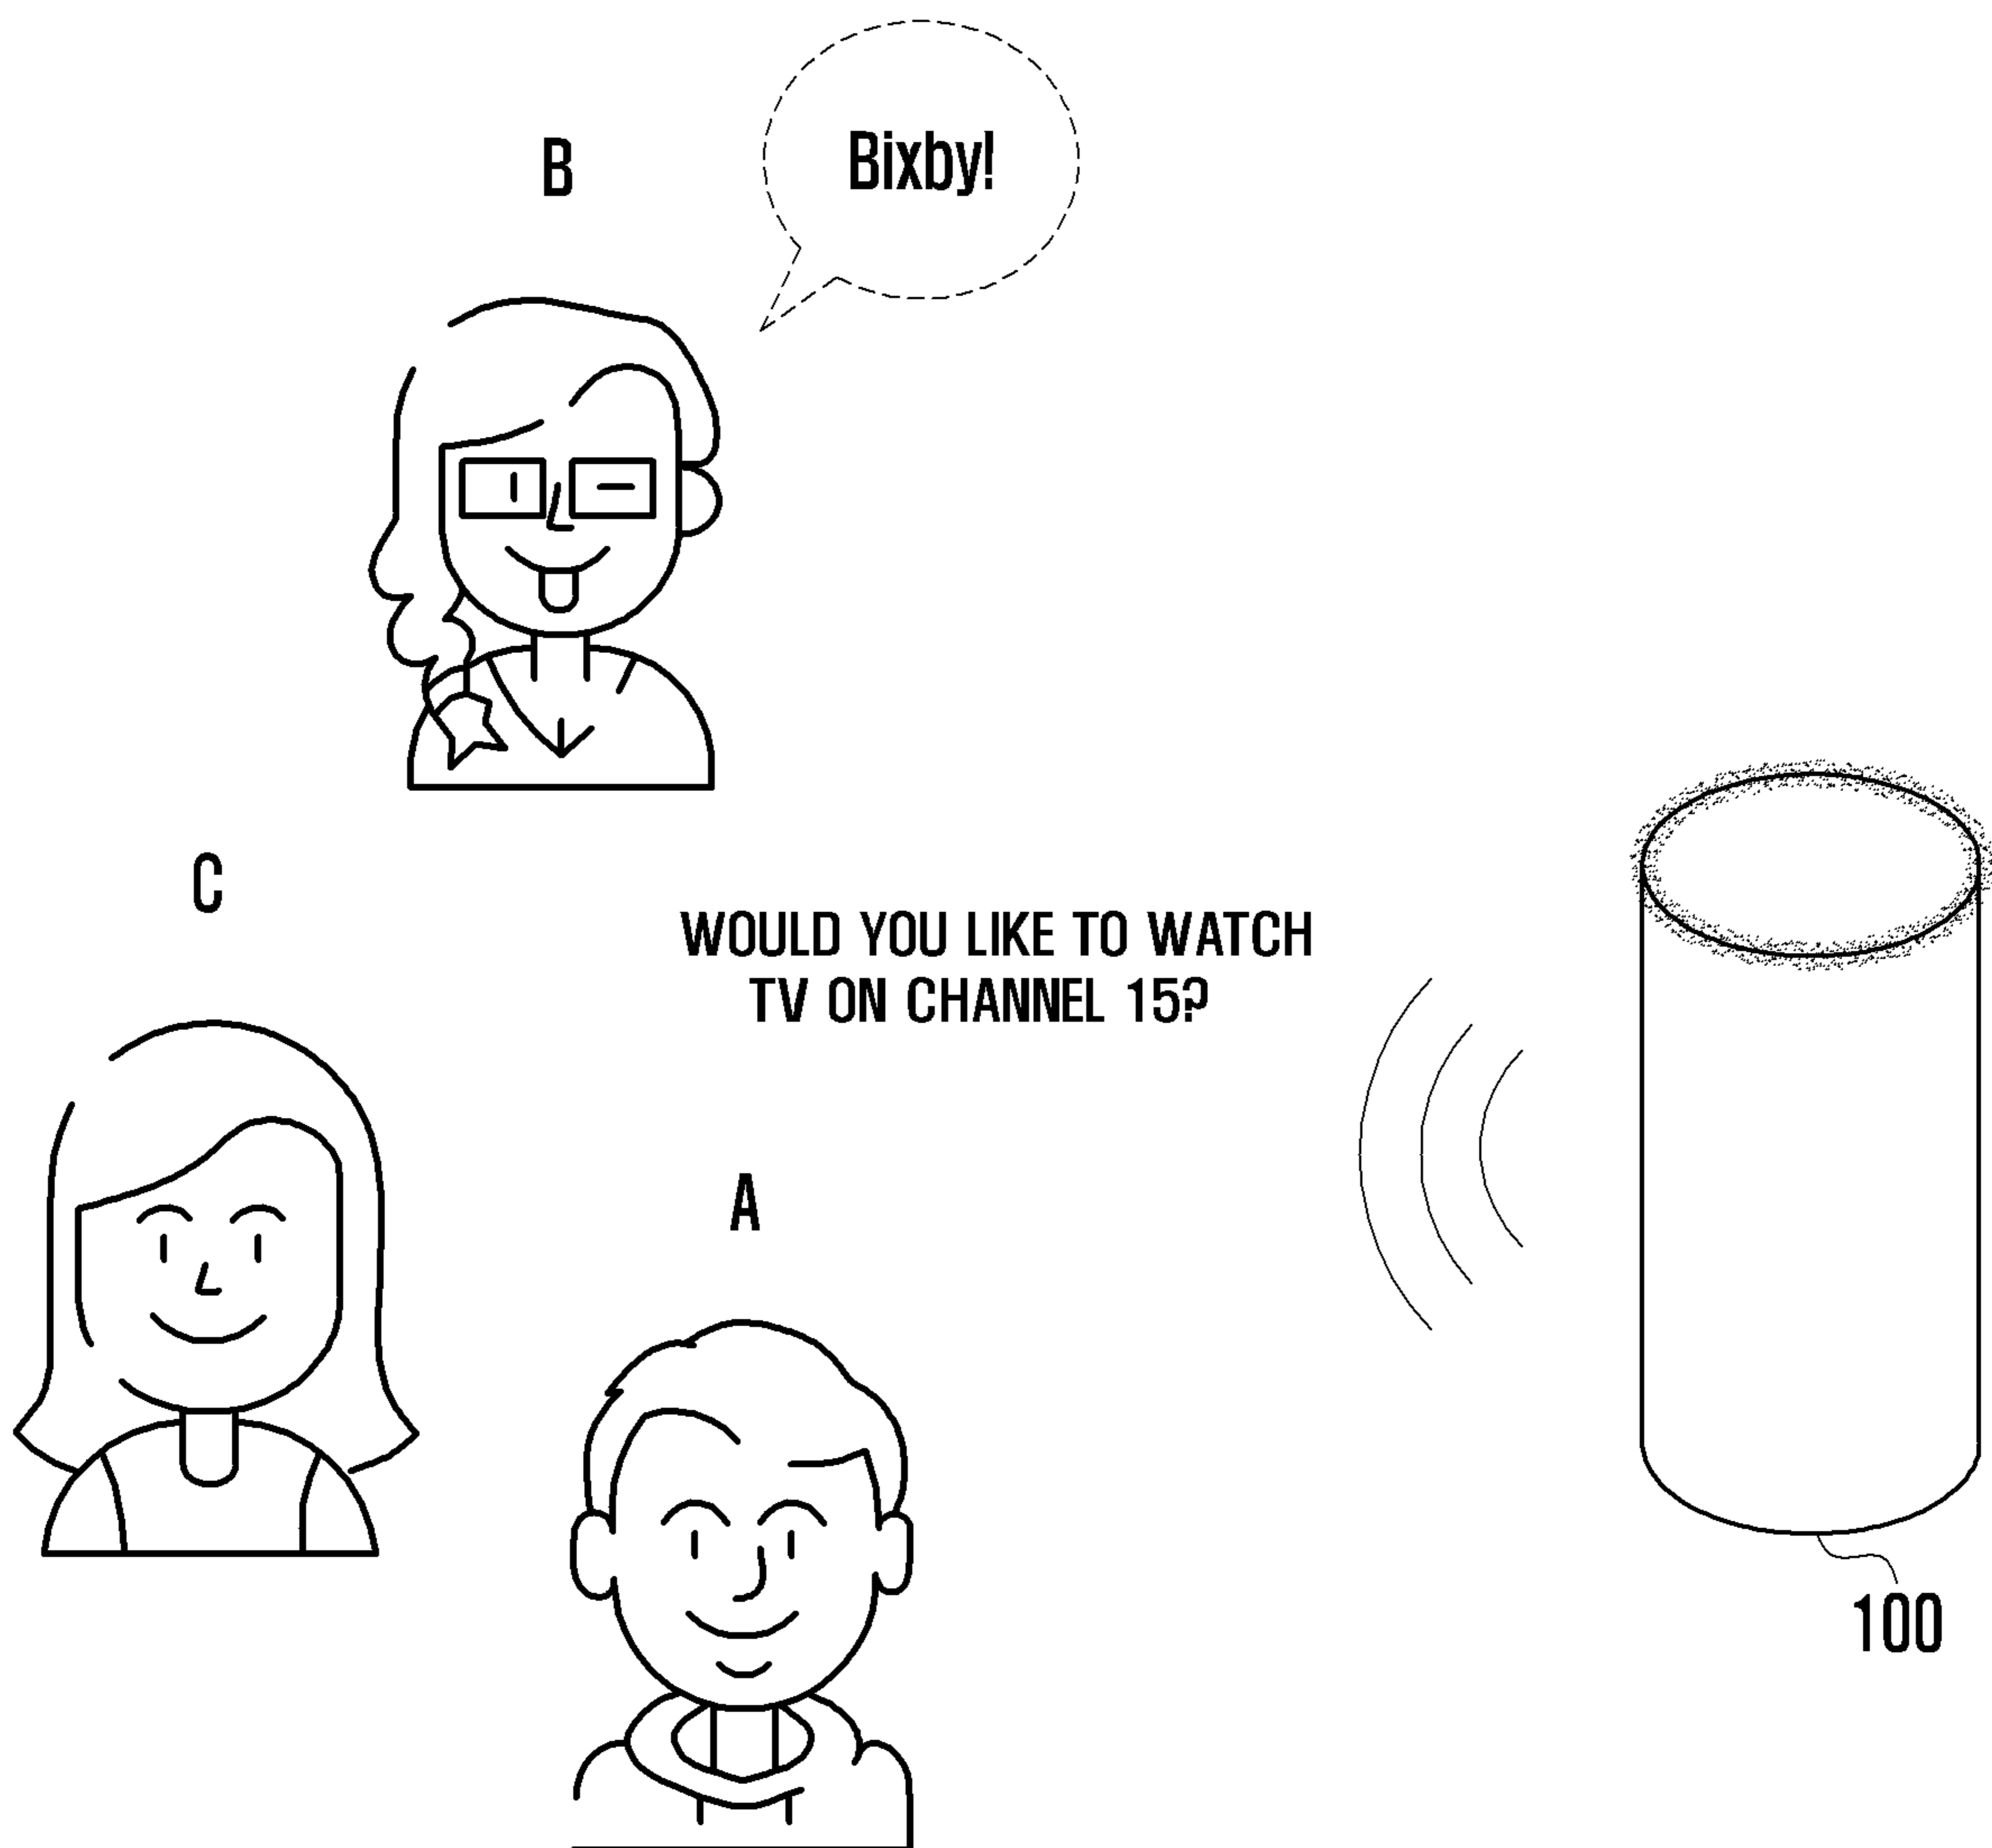 B
Bixby!
C
WOULD YOU LIKE TO WATCH
TV ON CHANNEL 15?
A
100